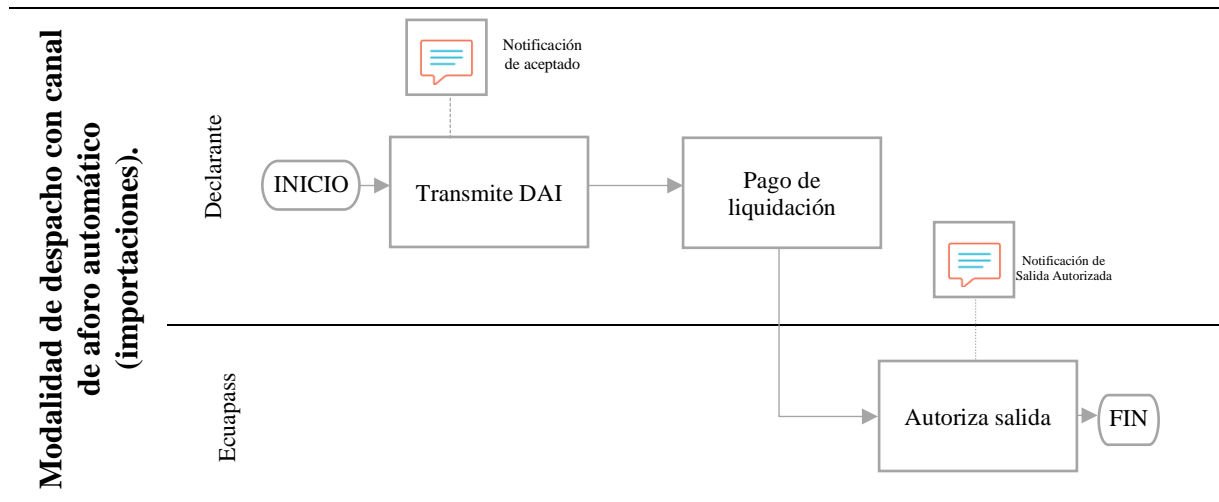 Modalidad de despacho con canal
de aforo automático
(importaciones).
Declarante
Notificación
de aceptado
INICIO
Transmite DAI
Pago de
liquidación
Notificación de
Salida Autorizada
Ecuapass
Autoriza salida
FIN